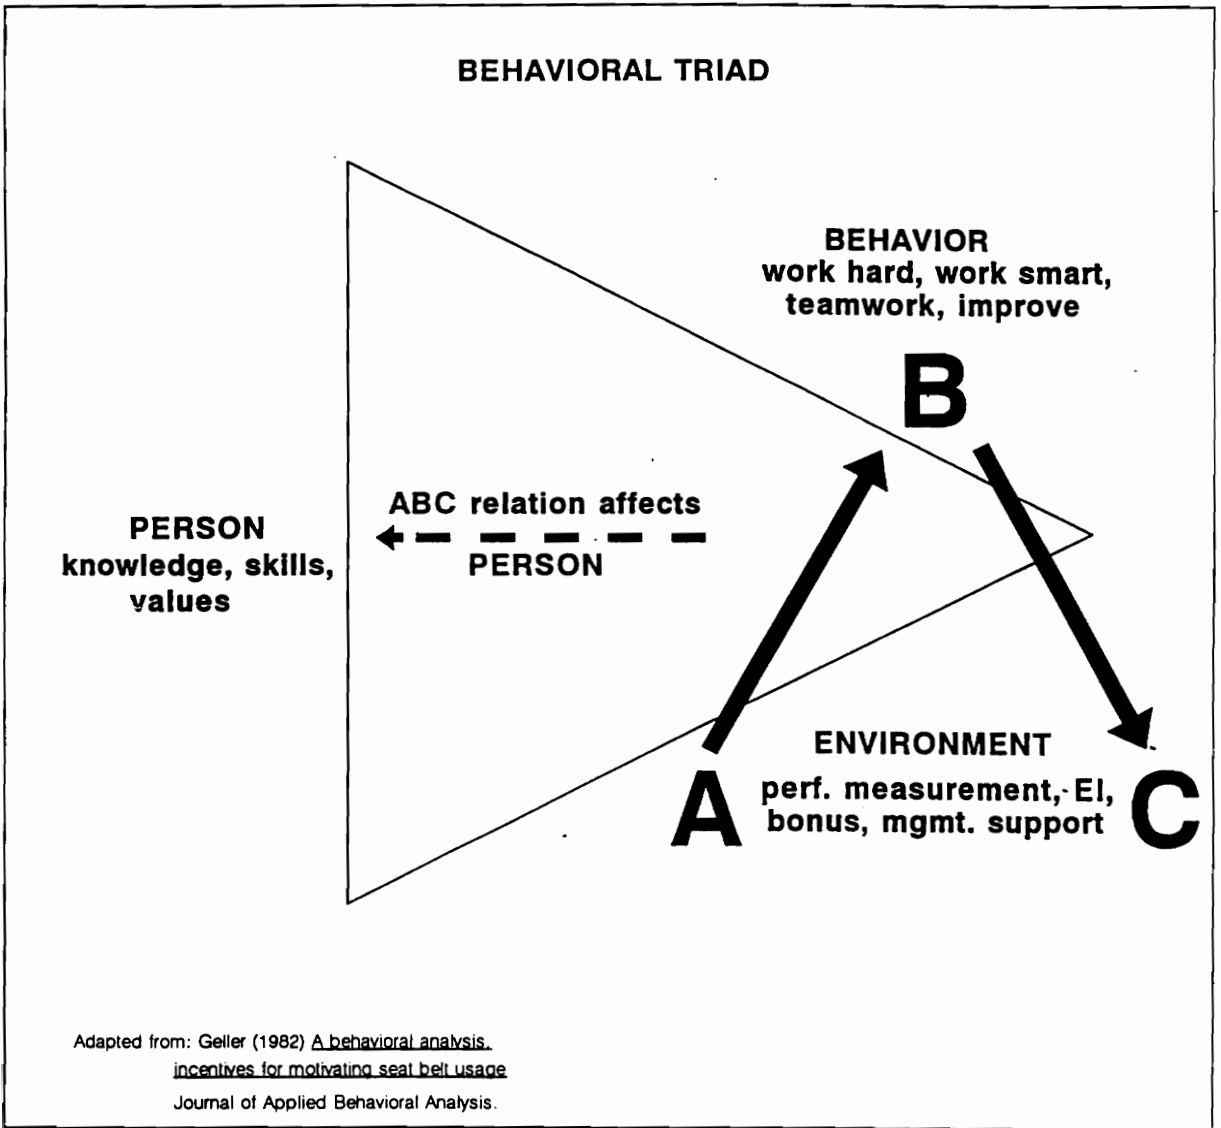 BEHAVIORAL TRIAD
BEHAVIOR
work hard, work smart,
teamwork, improve
B
ABC relation affects
PERSON
PERSON
knowledge, skills,
values
ENVIRONMENT
A
perf. measurement, EI,
bonus, mgmt. support
C
Adapted from: Geller (1982) A behavioral analysis.
incentives for motivating seat belt usage
Journal of Applied Behavioral Analysis.